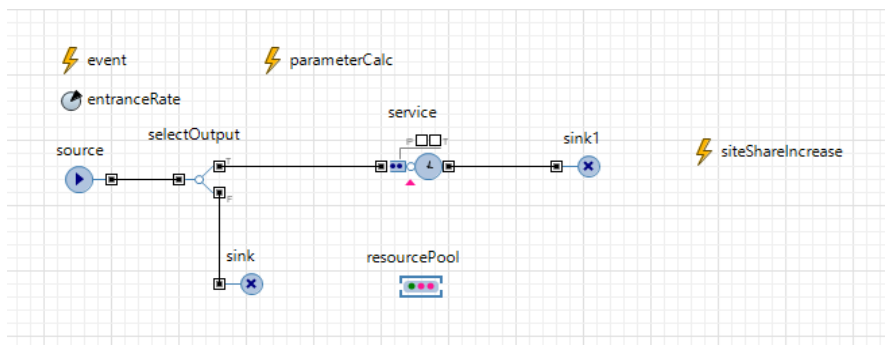 event
parameterCalc
entranceRate
service
selectOutput
sink1
source
siteShareIncrease
T
P
T
F
sink
resourcePool